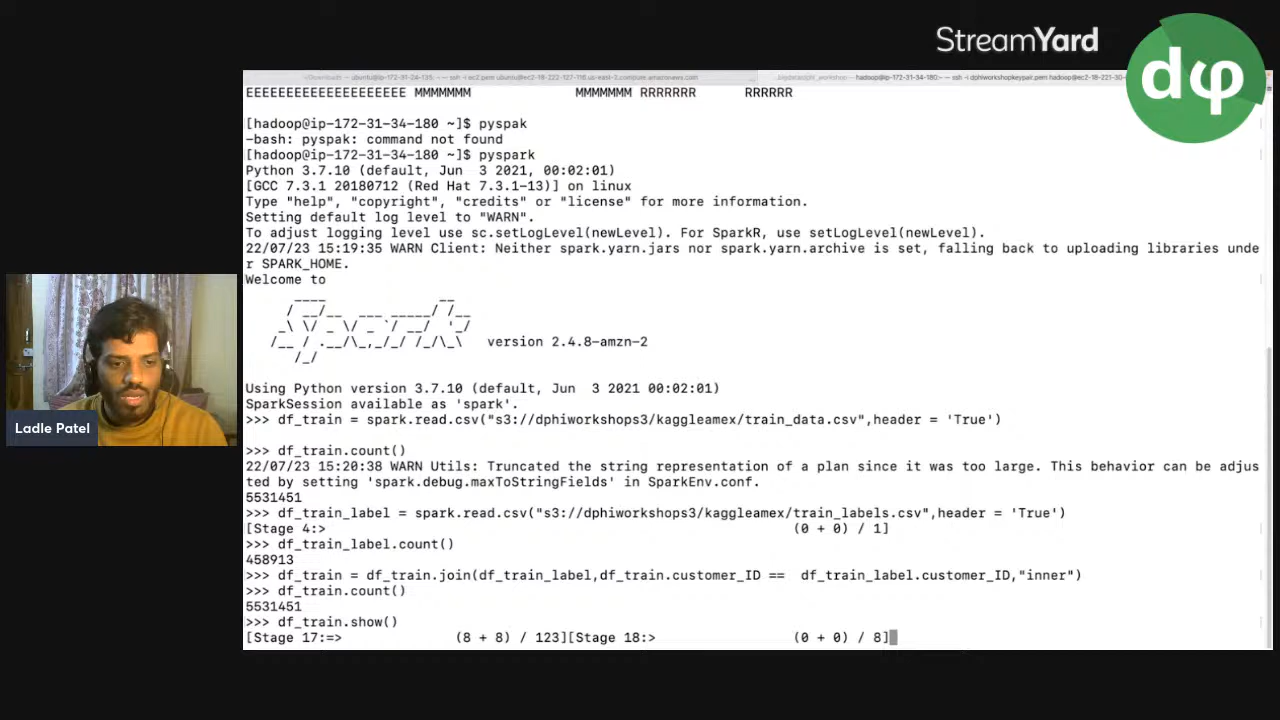 StreamYard
dφ
EEEEEEEEEEEEEEEEEEEE MMMMMMM MMMMMMM RRRRRRR RRRRRR
[hadoop@ip-172-31-34-180 ~]$ pyspak
-bash: pyspak: command not found
[hadoop@ip-172-31-34-180 ~]$ pyspark
Python 3.7.10 (default, Jun  3 2021, 00:02:01)
[GCC 7.3.1 20180712 (Red Hat 7.3.1-13)] on linux
Type "help", "copyright", "credits" or "license" for more information.
Setting default log level to "WARN".
To adjust logging level use sc.setLogLevel(newLevel). For SparkR, use setLogLevel(newLevel).
22/07/23 15:19:35 WARN Client: Neither spark.yarn.jars nor spark.yarn.archive is set, falling back to uploading libraries unde
r SPARK_HOME.
Welcome to
version 2.4.8-amzn-2
Using Python version 3.7.10 (default, Jun  3 2021 00:02:01)
SparkSession available as 'spark'.
>>> df_train = spark.read.csv("s3://dphiworkshops3/kaggleamex/train_data.csv",header = 'True')
>>> df_train.count()
22/07/23 15:20:38 WARN Utils: Truncated the string representation of a plan since it was too large. This behavior can be adjus
ted by setting 'spark.debug.maxToStringFields' in SparkEnv.conf.
5531451
>>> df_train_label = spark.read.csv("s3://dphiworkshops3/kaggleamex/train_labels.csv",header = 'True')
[Stage 4:> (0 + 0) / 1]
>>> df_train_label.count()
458913
>>> df_train = df_train.join(df_train_label,df_train.customer_ID ==  df_train_label.customer_ID,"inner")
>>> df_train.count()
5531451
>>> df_train.show()
[Stage 17:=> (8 + 8) / 123][Stage 18:> (0 + 0) / 8]
Ladle Patel